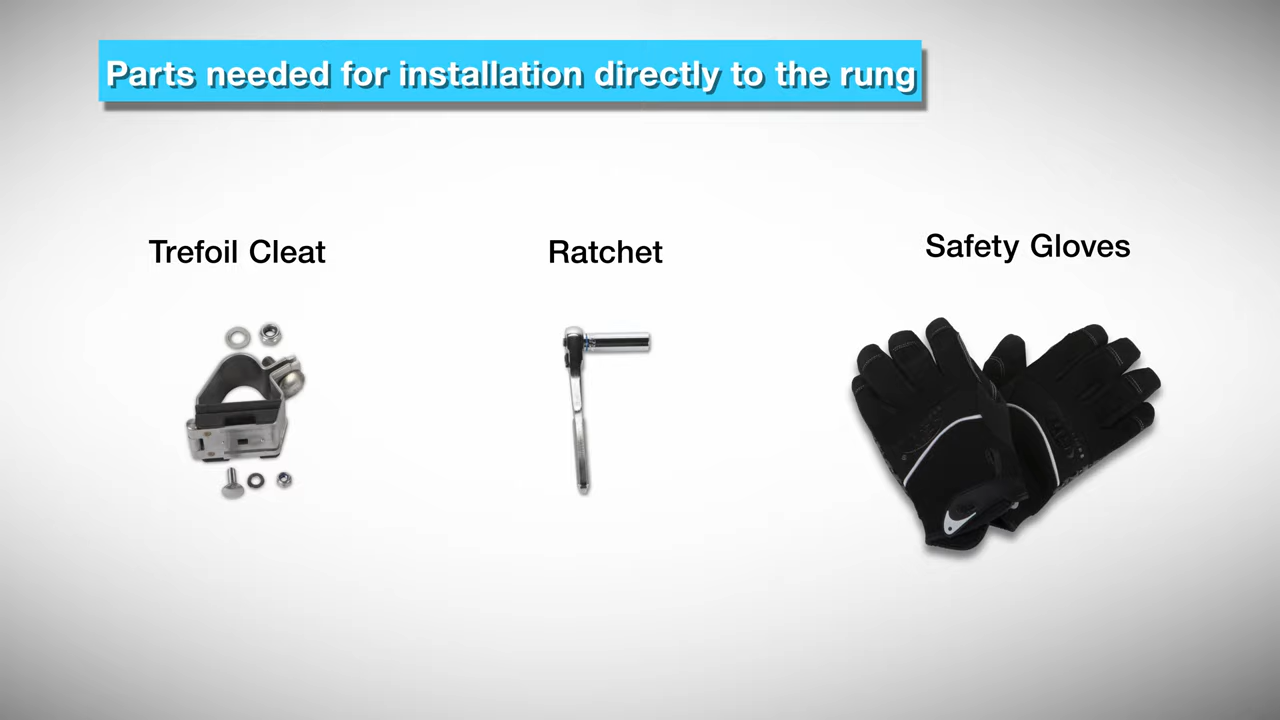 Parts needed for installation directly to the rung
Trefoil Cleat
Ratchet
Safety Gloves